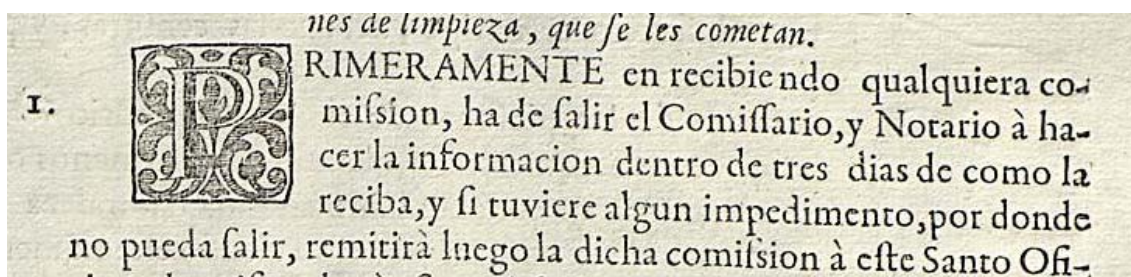 nes de limpieza, que ſe les cometan.
1. PRIMERAMENTE en recibiendo qualquiera co-
miſsion, ha de ſalir el Comiſſario, y Notario à ha-
cer la informacion dentro de tres dias de como la
reciba, y ſi tuviere algun impedimento, por donde
no pueda ſalir, remitirà luego la dicha comiſsion à eſte Santo Ofi-